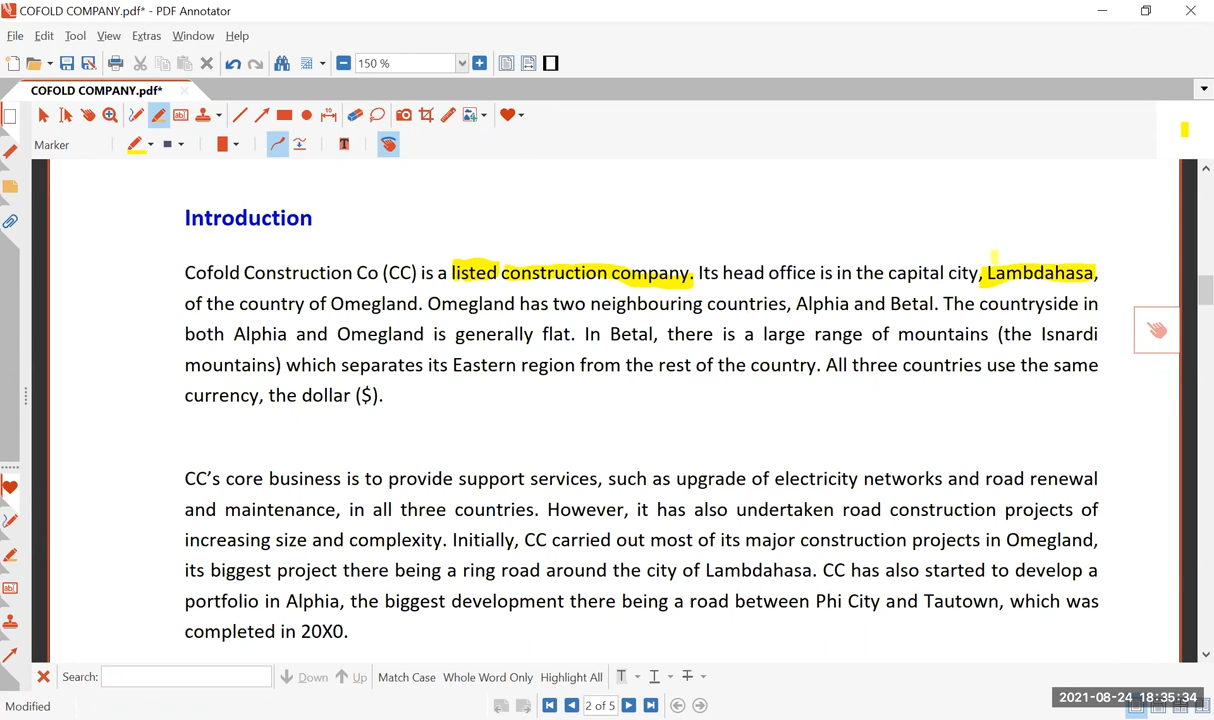 COFOLD COMPANY.pdf* - PDF Annotator
File Edit Tool View Extras Window Help
150 %
COFOLD COMPANY.pdf*
Marker
Introduction
Cofold Construction Co (CC) is a listed construction company. Its head office is in the capital city, Lambdahasa,
of the country of Omegland. Omegland has two neighbouring countries, Alphia and Betal. The countryside in
both Alphia and Omegland is generally flat. In Betal, there is a large range of mountains (the Isnardi
mountains) which separates its Eastern region from the rest of the country. All three countries use the same
currency, the dollar ($).
CC’s core business is to provide support services, such as upgrade of electricity networks and road renewal
and maintenance, in all three countries. However, it has also undertaken road construction projects of
increasing size and complexity. Initially, CC carried out most of its major construction projects in Omegland,
its biggest project there being a ring road around the city of Lambdahasa. CC has also started to develop a
portfolio in Alphia, the biggest development there being a road between Phi City and Tautown, which was
completed in 20X0.
Search: Down Up Match Case Whole Word Only Highlight All
Modified 2 of 5 2021-08-24 18:35:34